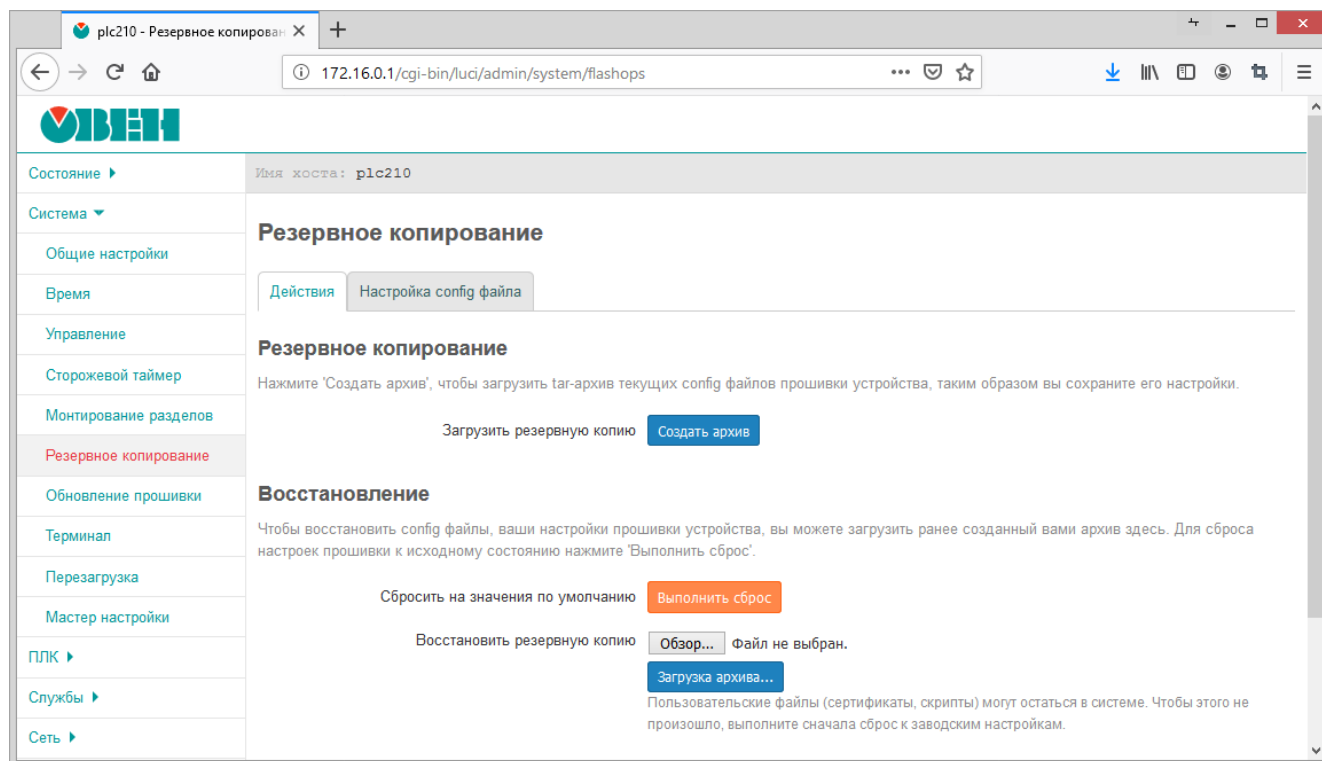 plc210 - Резервное копирован
172.16.0.1/cgi-bin/luci/admin/system/flashops
ОВЕН
Состояние
Имя хоста: plc210
Система
Общие настройки
Время
Управление
Сторожевой таймер
Монтирование разделов
Резервное копирование
Обновление прошивки
Терминал
Перезагрузка
Мастер настройки
ПЛК
Службы
Сеть
Резервное копирование
Действия
Настройка config файла
Резервное копирование
Нажмите 'Создать архив', чтобы загрузить tar-архив текущих config файлов прошивки устройства, таким образом вы сохраните его настройки.
Загрузить резервную копию Создать архив
Восстановление
Чтобы восстановить config файлы, ваши настройки прошивки устройства, вы можете загрузить ранее созданный вами архив здесь. Для сброса
настроек прошивки к исходному состоянию нажмите 'Выполнить сброс'.
Сбросить на значения по умолчанию Выполнить сброс
Восстановить резервную копию Обзор... Файл не выбран.
Загрузка архива...
Пользовательские файлы (сертификаты, скрипты) могут остаться в системе. Чтобы этого не
произошло, выполните сначала сброс к заводским настройкам.